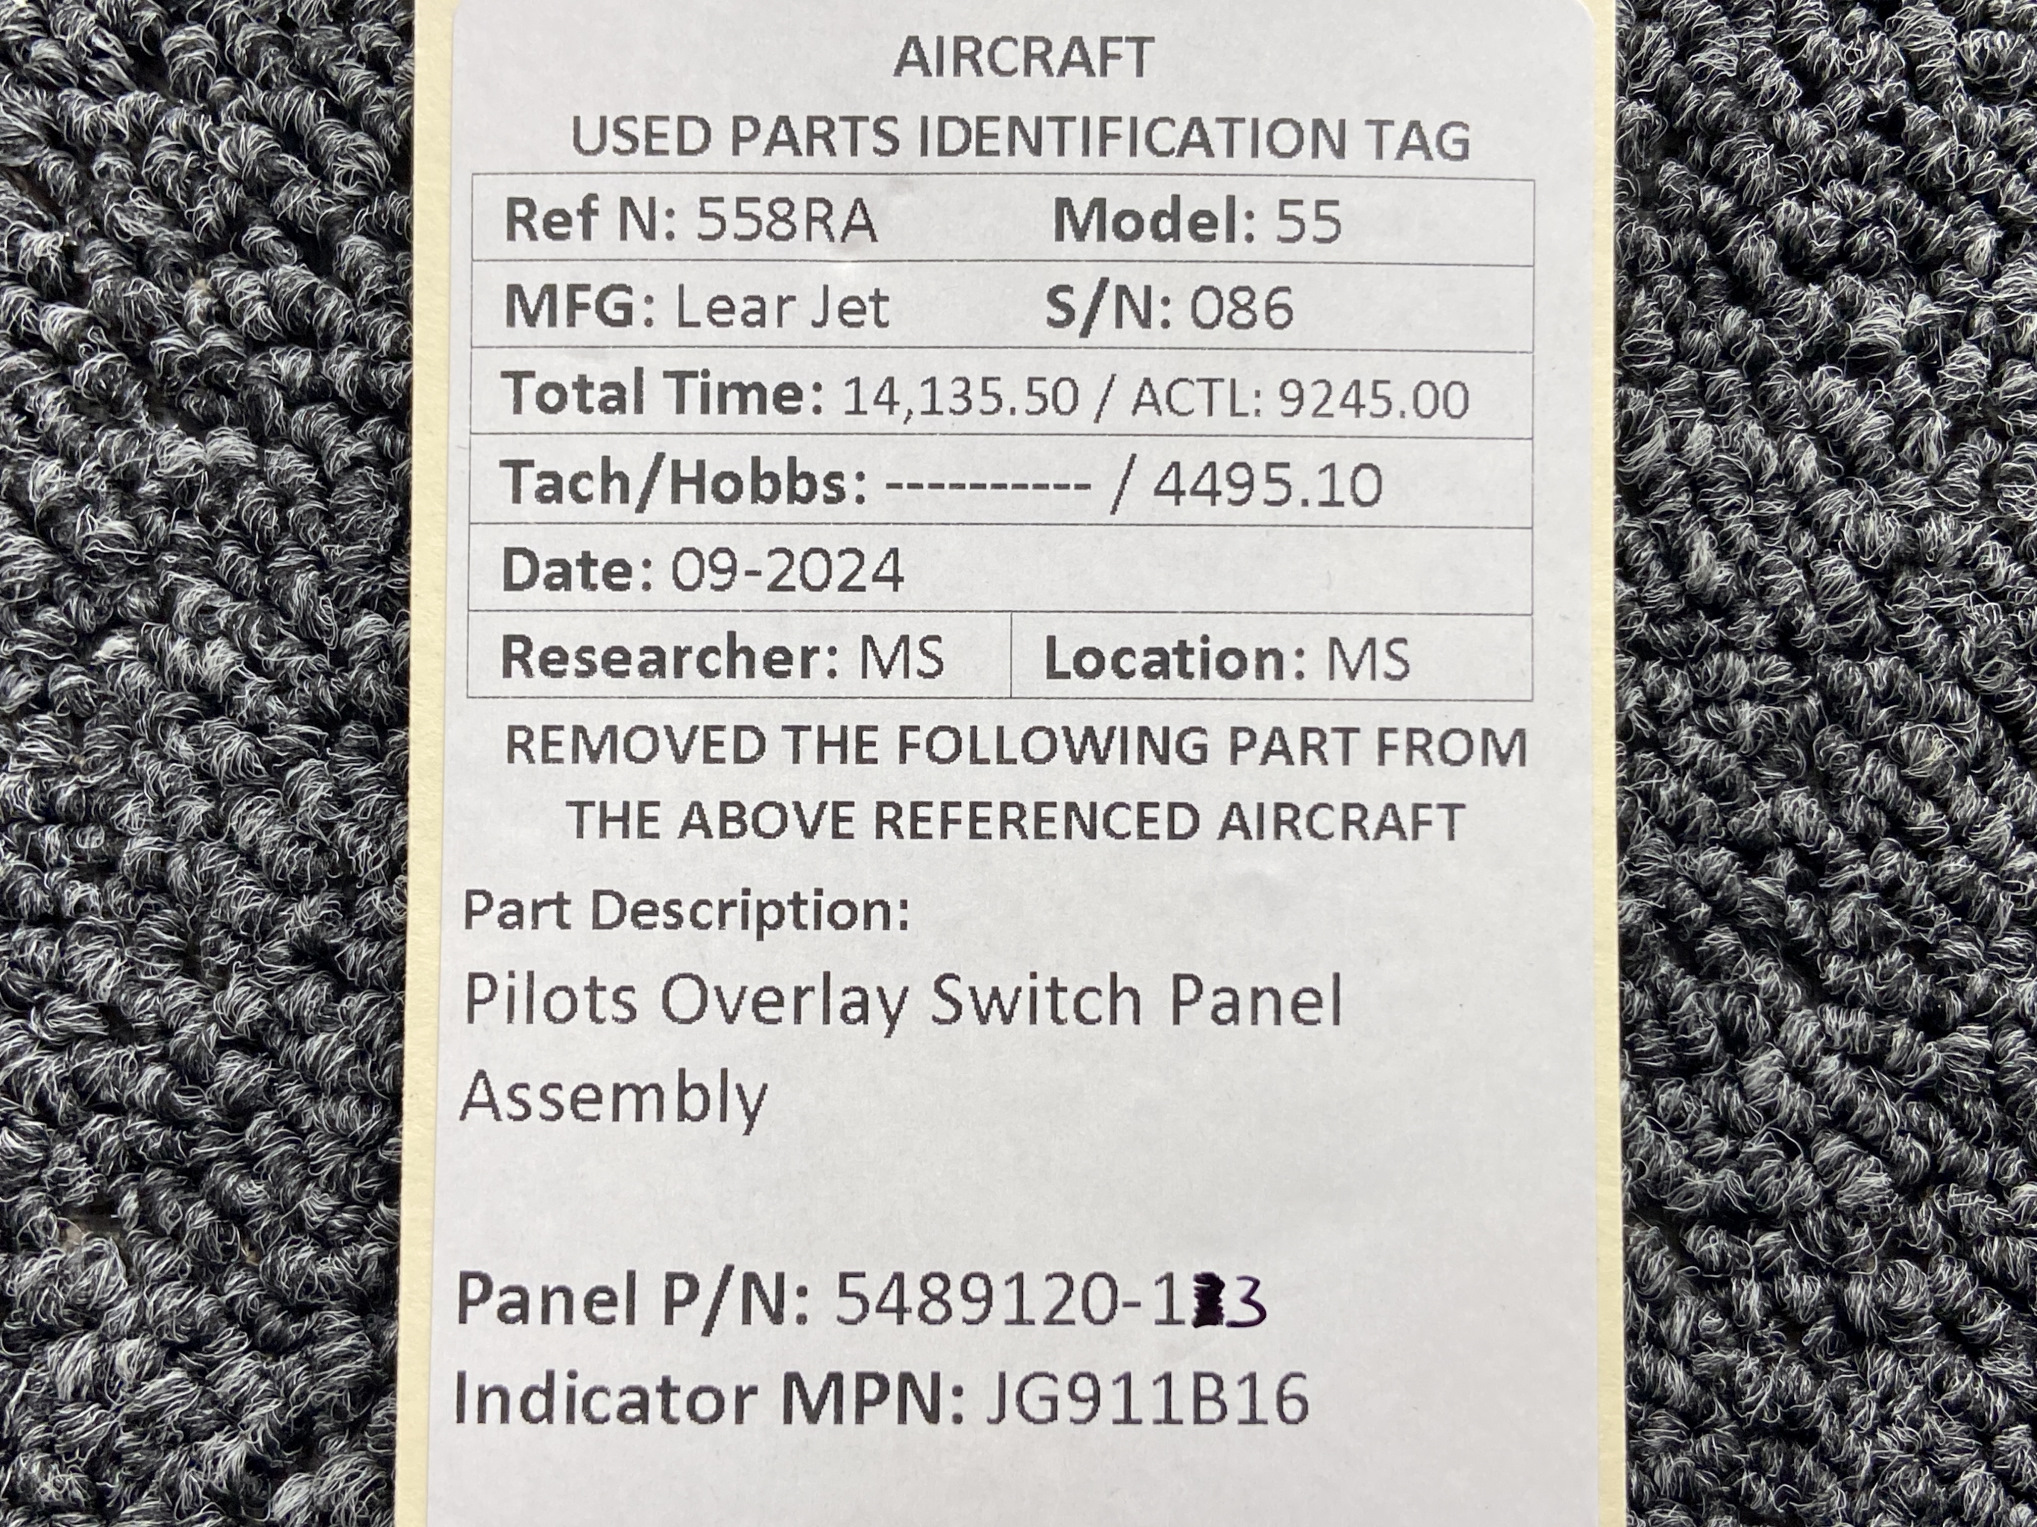 AIRCRAFT
USED PARTS IDENTIFICATION TAG
Ref N: 558RA Model: 55
MFG: Lear Jet S/N: 086
Total Time: 14,135.50 / ACTL: 9245.00
Tach/Hobbs: ---------- / 4495.10
Date: 09-2024
Researcher: MS Location: MS
REMOVED THE FOLLOWING PART FROM
THE ABOVE REFERENCED AIRCRAFT
Part Description:
Pilots Overlay Switch Panel
Assembly
Panel P/N: 5489120-13
Indicator MPN: JG911B16